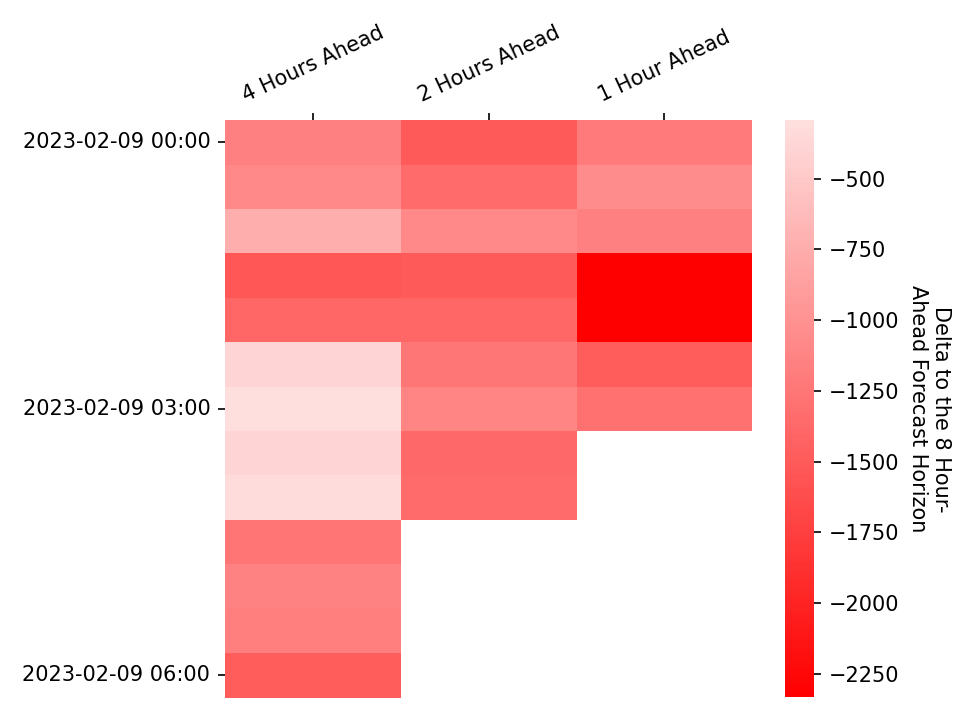 4 Hours Ahead
2 Hours Ahead
1 Hour Ahead
2023-02-09 00:00
2023-02-09 03:00
2023-02-09 06:00
−500
−750
−1000
−1250
−1500
−1750
−2000
−2250
Delta to the 8 Hour-
Ahead Forecast Horizon